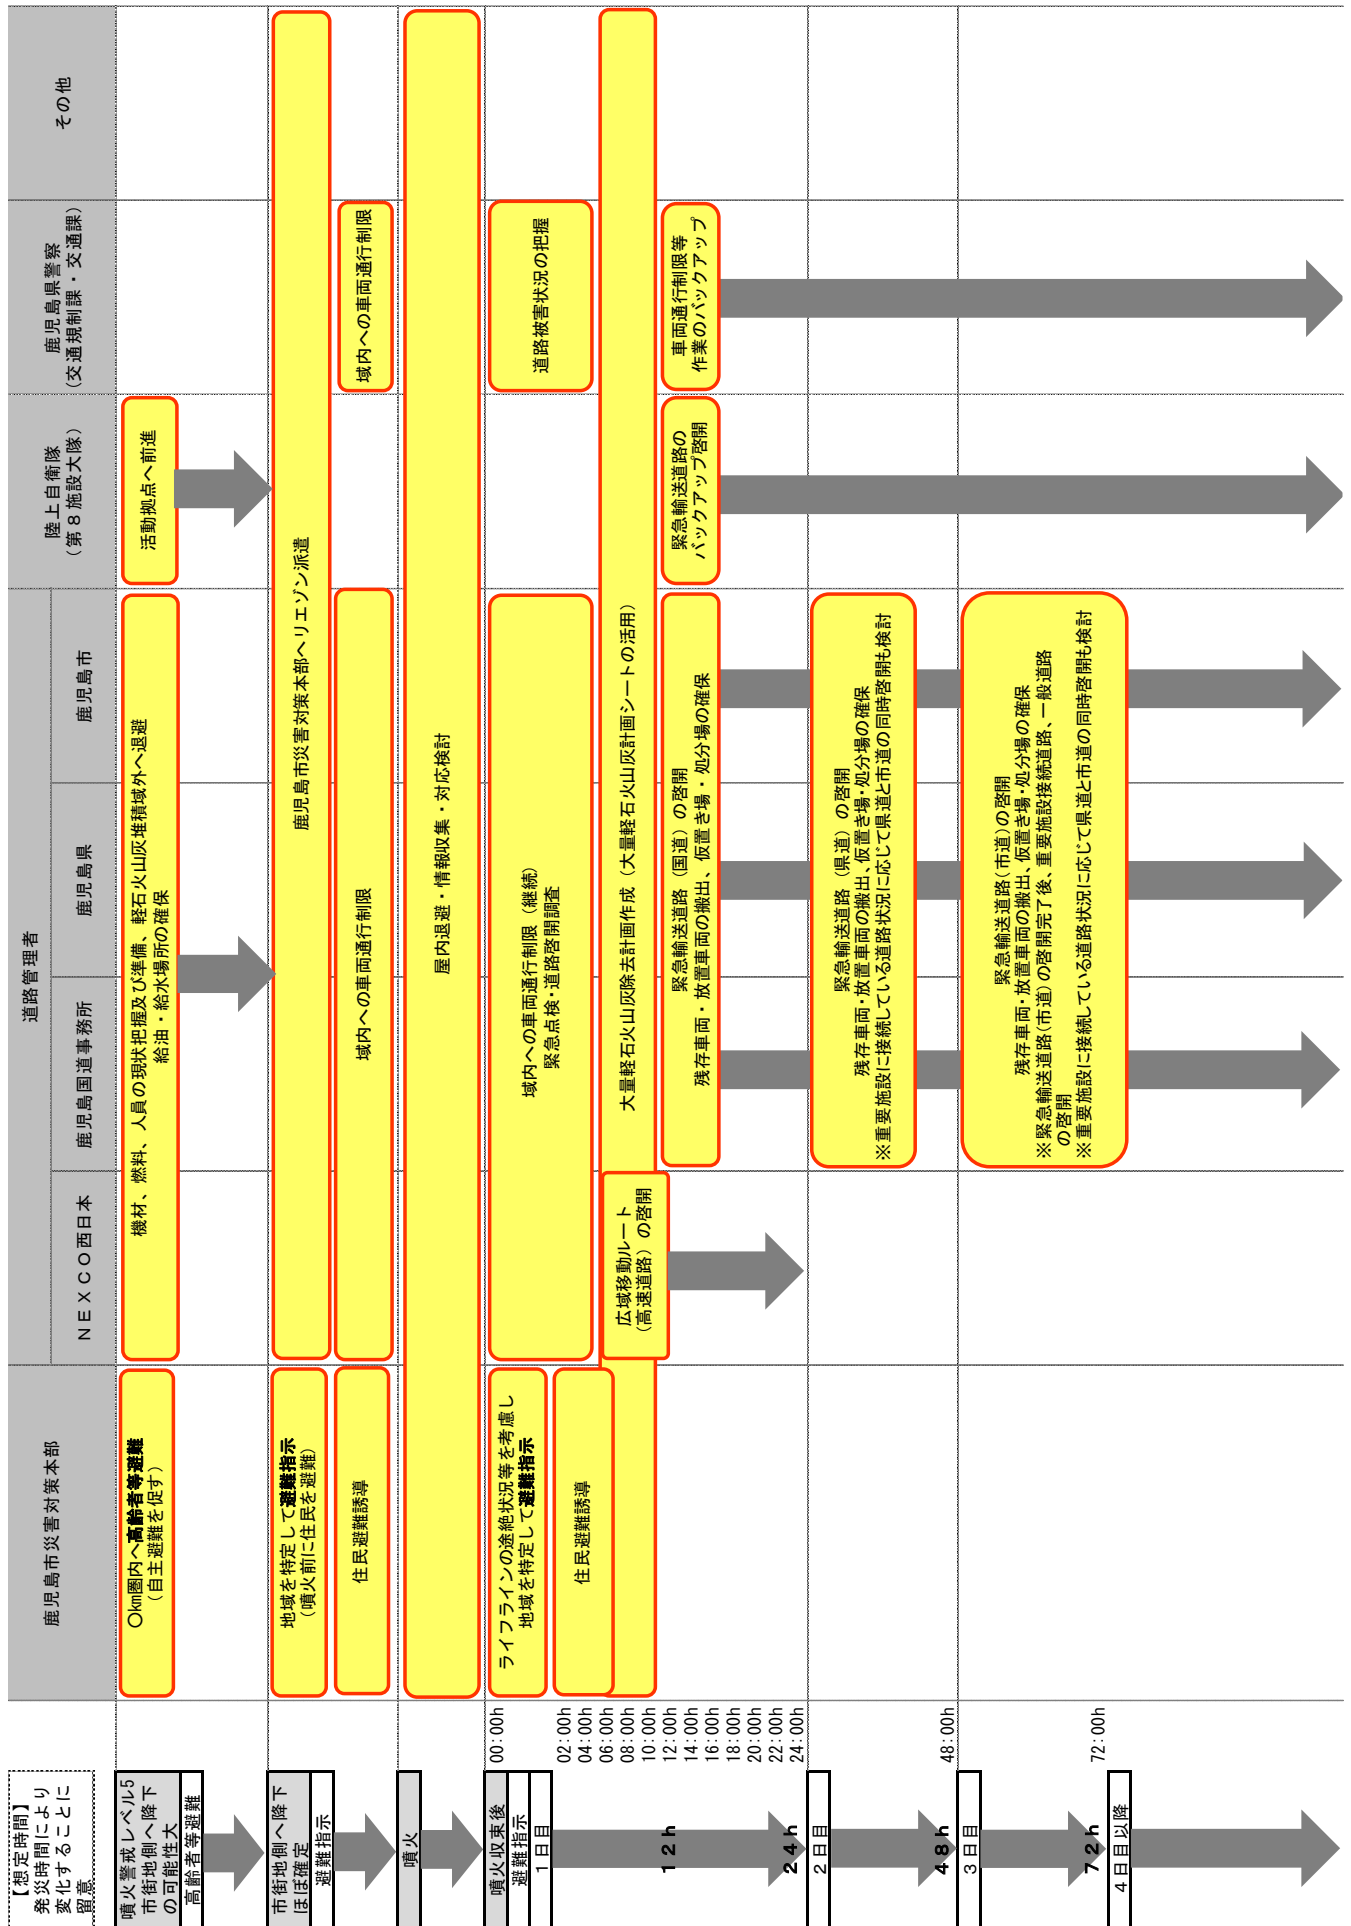 【想定時間】
発災時間により
変化することに
留意
鹿児島市災害対策本部
道路管理者
NEXCO西日本
鹿児島国道事務所
鹿児島県
鹿児島市
陸上自衛隊
(第8施設大隊)
鹿児島県警察
(交通規制課・交通課)
その他
噴火警戒レベル5
市街地側へ降下
の可能性大
高齢者等避難
〇km圏内へ高齢者等避難
(自主避難を促す)
機材、燃料、人員の現状把握及び準備、軽石火山灰堆積域外へ退避
給油・給水場所の確保
活動拠点へ前進
市街地側へ降下
ほぼ確定
避難指示
地域を特定して避難指示
(噴火前に住民を避難)
鹿児島市災害対策本部へリエゾン派遣
住民避難誘導
域内への車両通行制限
域内への車両通行制限
噴火
屋内退避・情報収集・対応検討
噴火収束後
避難指示
1日目
00:00h
02:00h
04:00h
06:00h
08:00h
10:00h
12:00h
14:00h
16:00h
18:00h
20:00h
22:00h
24:00h
12h
24h
ライフラインの途絶状況等を考慮し
地域を特定して避難指示
住民避難誘導
域内への車両通行制限(継続)
緊急点検・道路啓開調査
道路被害状況の把握
大量軽石火山灰除去計画作成(大量軽石火山灰計画シートの活用)
広域移動ルート
(高速道路)の啓開
緊急輸送道路(国道)の啓開
残存車両・放置車両の搬出、仮置き場・処分場の確保
緊急輸送道路の
バックアップ啓開
車両通行制限等
作業のバックアップ
2日目
48h
48:00h
緊急輸送道路(県道)の啓開
残存車両・放置車両の搬出、仮置き場・処分場の確保
※重要施設に接続している道路状況に応じて県道と市道の同時啓開も検討
3日目
72h
72:00h
緊急輸送道路(市道)の啓開
残存車両・放置車両の搬出、仮置き場・処分場の確保
※緊急輸送道路(市道)の啓開完了後、重要施設接続道路、一般道路
の啓開
※重要施設に接続している道路状況に応じて県道と市道の同時啓開も検討
4日目以降